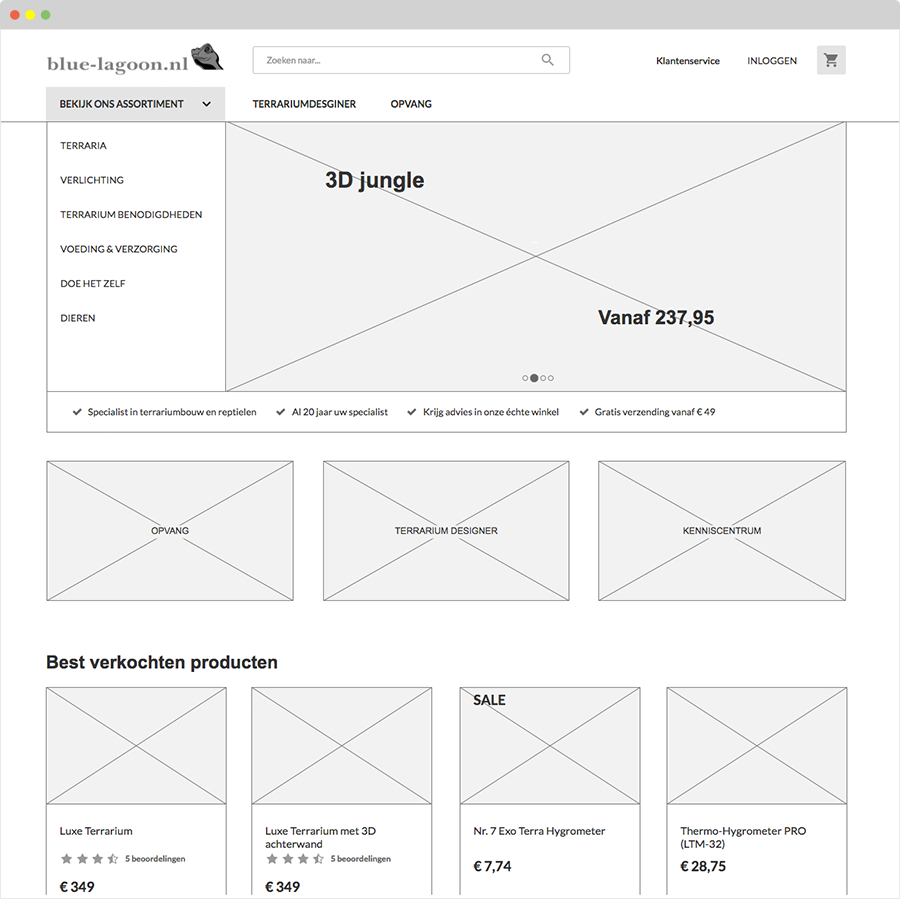 blue-lagoon.nl
Zoeken naar...
Klantenservice
INLOGGEN
BEKIJK ONS ASSORTIMENT
TERRARIUMDESGINER
OPVANG
TERRARIA
VERLICHTING
TERRARIUM BENODIGDHEDEN
VOEDING & VERZORGING
DOE HET ZELF
DIEREN
3D jungle
Vanaf 237,95
Specialist in terrariumbouw en reptielen
Al 20 jaar uw specialist
Krijg advies in onze échte winkel
Gratis verzending vanaf € 49
OPVANG
TERRARIUM DESIGNER
KENNISCENTRUM
Best verkochten producten
Luxe Terrarium
5 beoordelingen
€ 349
Luxe Terrarium met 3D
achterwand
5 beoordelingen
€ 349
SALE
Nr. 7 Exo Terra Hygrometer
€ 7,74
Thermo-Hygrometer PRO
(LTM-32)
€ 28,75